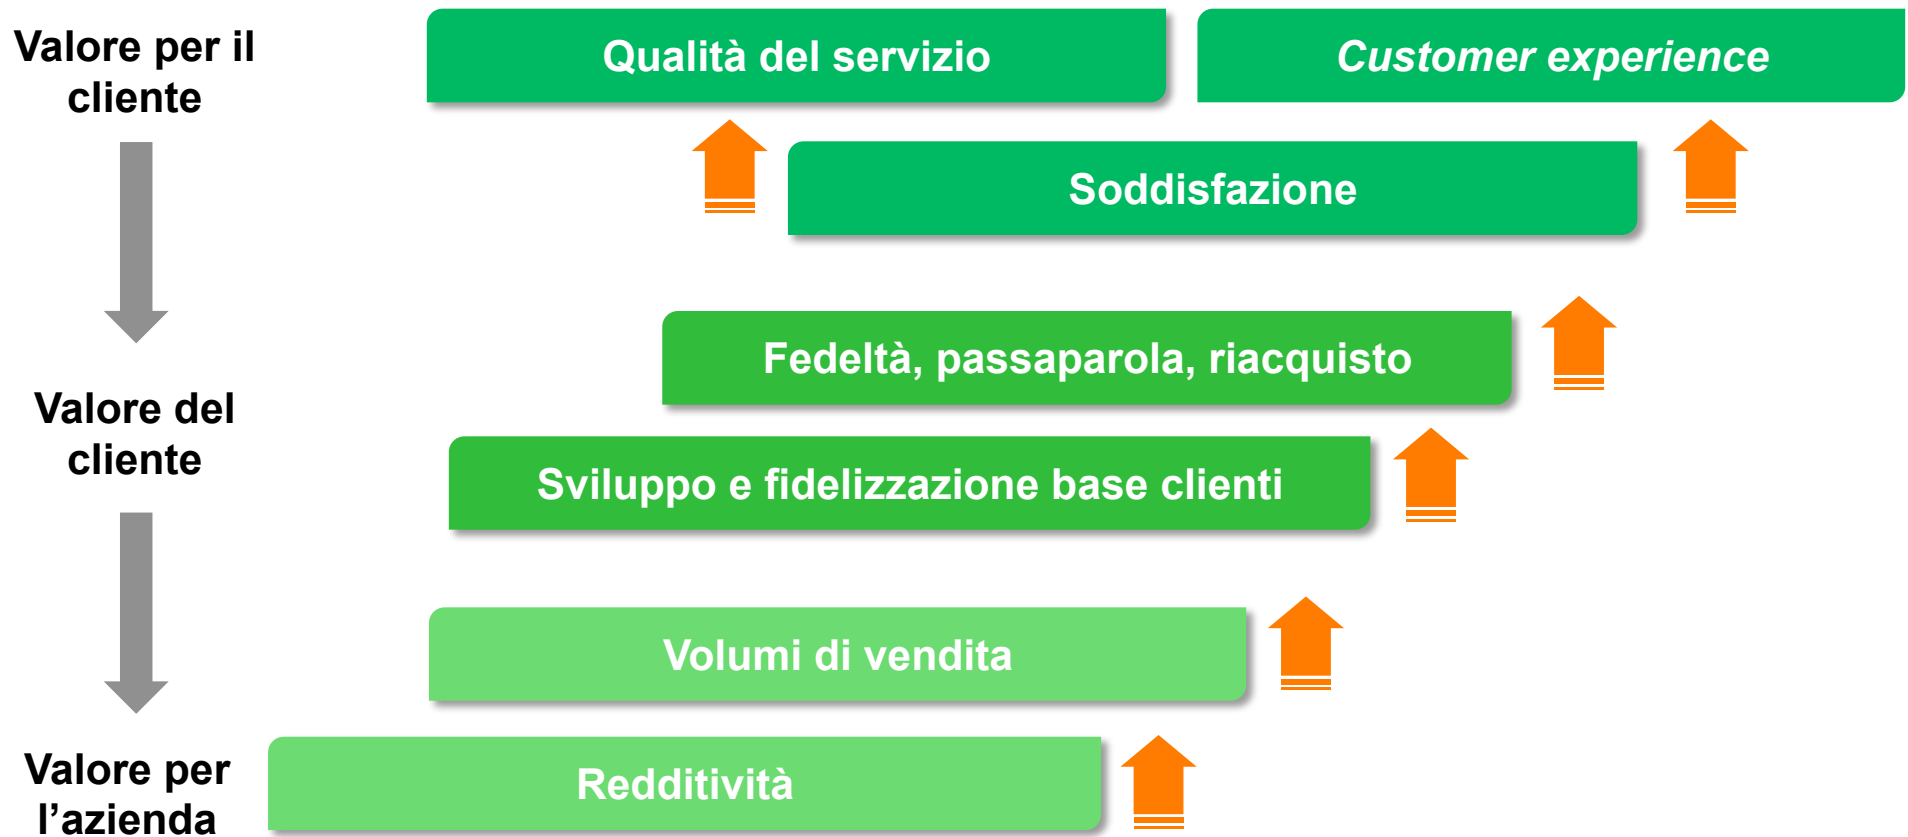 Valore per il
cliente
Qualità del servizio
Customer experience
Soddisfazione
Fedeltà, passaparola, riacquisto
Valore del
cliente
Sviluppo e fidelizzazione base clienti
Volumi di vendita
Valore per
l’azienda
Redditività